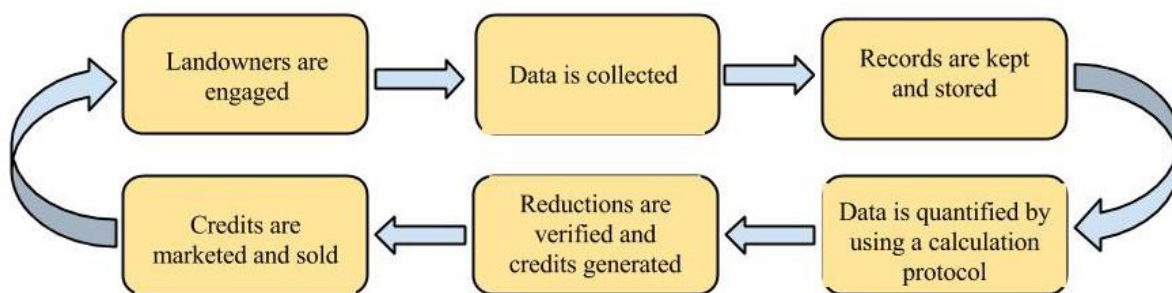 Landowners are
engaged
Data is collected
Records are kept
and stored
Data is quantified by
using a calculation
protocol
Reductions are
verified and
credits generated
Credits are
marketed and sold